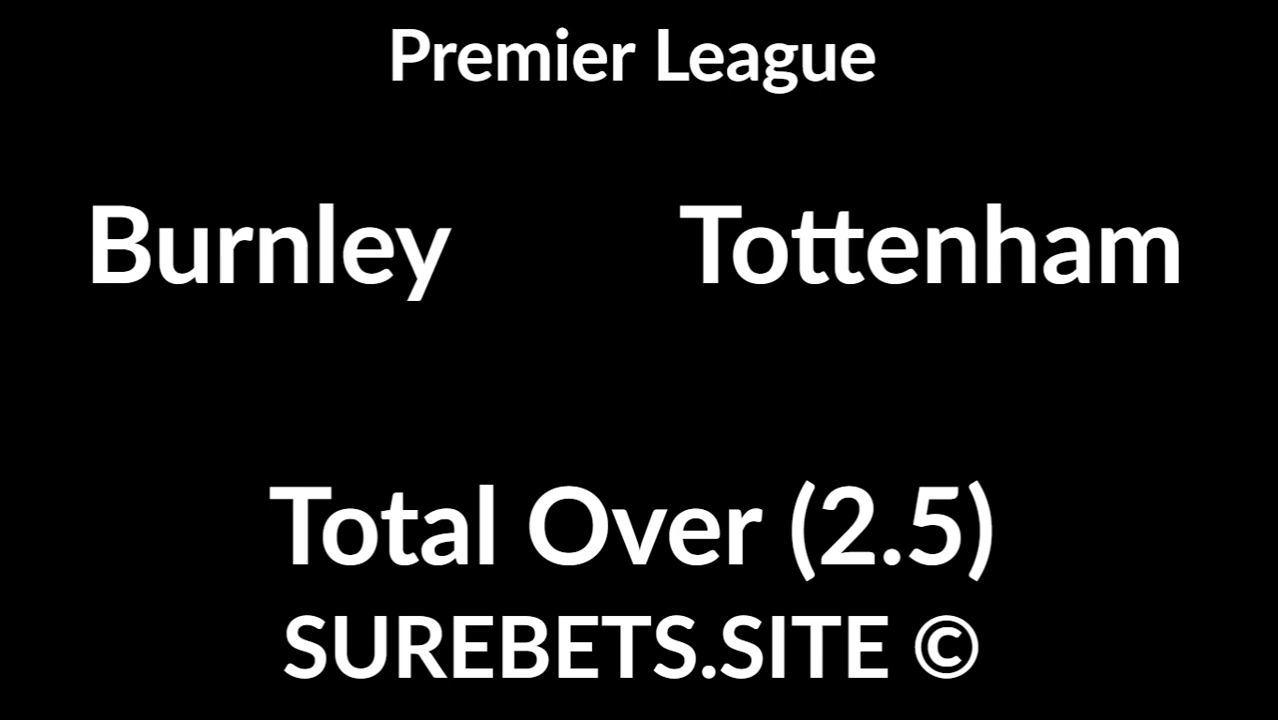 Premier League
Burnley Tottenham
Total Over (2.5)
SUREBETS.SITE ©